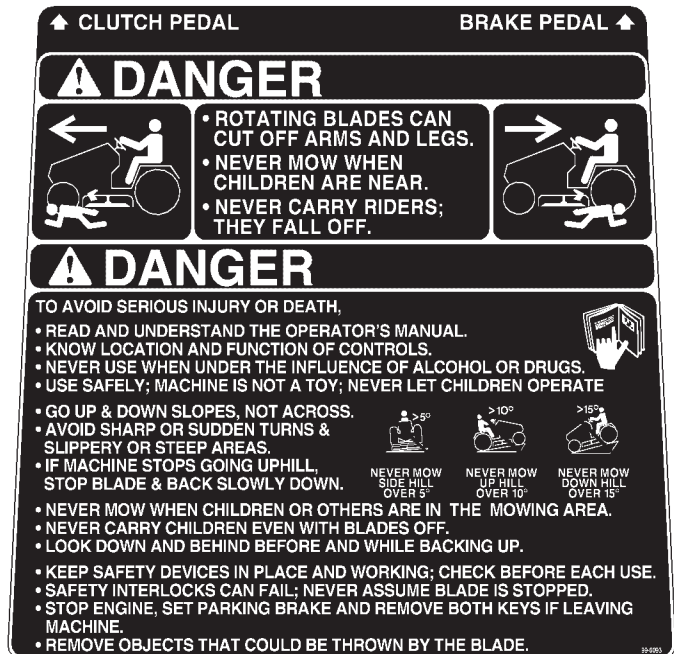 CLUTCH PEDAL
BRAKE PEDAL
DANGER
• ROTATING BLADES CAN
CUT OFF ARMS AND LEGS.
• NEVER MOW WHEN
CHILDREN ARE NEAR.
• NEVER CARRY RIDERS;
THEY FALL OFF.
DANGER
TO AVOID SERIOUS INJURY OR DEATH,
• READ AND UNDERSTAND THE OPERATOR'S MANUAL.
• KNOW LOCATION AND FUNCTION OF CONTROLS.
• NEVER USE WHEN UNDER THE INFLUENCE OF ALCOHOL OR DRUGS.
• USE SAFELY; MACHINE IS NOT A TOY; NEVER LET CHILDREN OPERATE
• GO UP & DOWN SLOPES, NOT ACROSS.
• AVOID SHARP OR SUDDEN TURNS &
SLIPPERY OR STEEP AREAS.
• IF MACHINE STOPS GOING UPHILL,
STOP BLADE & BACK SLOWLY DOWN.
>5°
NEVER MOW
SIDE HILL
OVER 5°
>10°
NEVER MOW
UP HILL
OVER 10°
>15°
NEVER MOW
DOWN HILL
OVER 15°
• NEVER MOW WHEN CHILDREN OR OTHERS ARE IN THE MOWING AREA.
• NEVER CARRY CHILDREN EVEN WITH BLADES OFF.
• LOOK DOWN AND BEHIND BEFORE AND WHILE BACKING UP.
• KEEP SAFETY DEVICES IN PLACE AND WORKING; CHECK BEFORE EACH USE.
• SAFETY INTERLOCKS CAN FAIL; NEVER ASSUME BLADE IS STOPPED.
• STOP ENGINE, SET PARKING BRAKE AND REMOVE BOTH KEYS IF LEAVING
MACHINE.
• REMOVE OBJECTS THAT COULD BE THROWN BY THE BLADE.